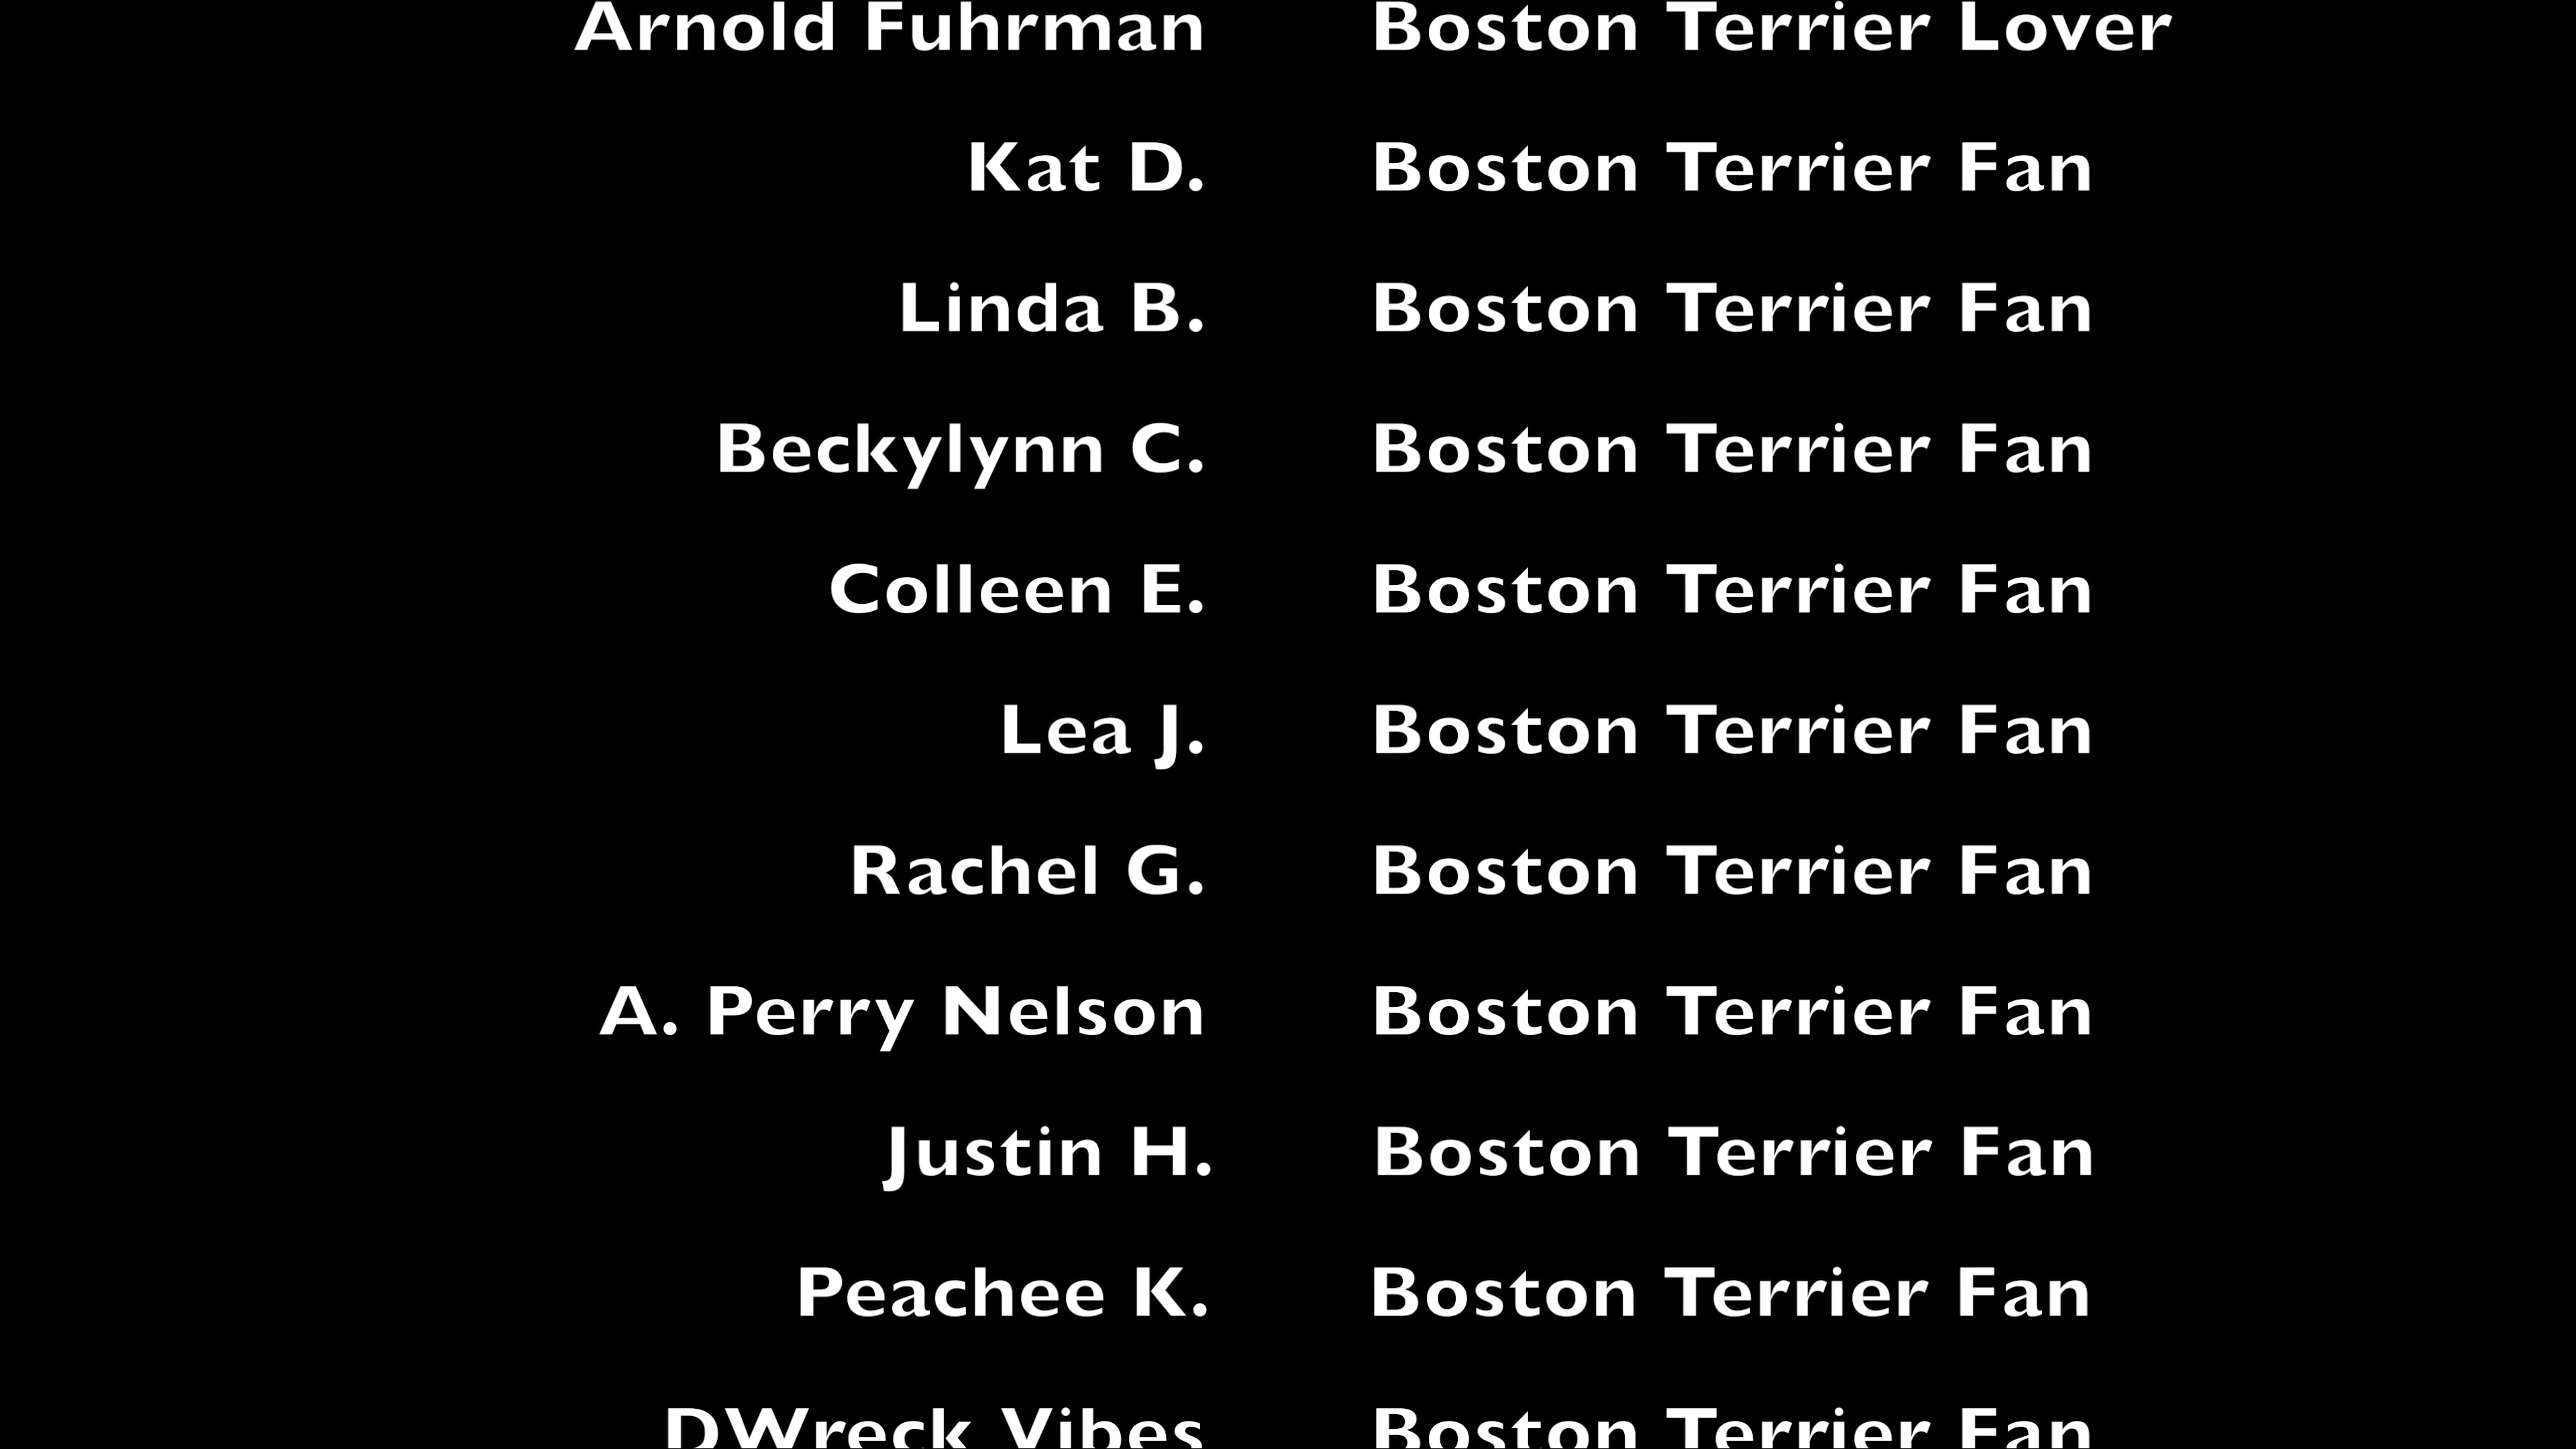 Arnold Fuhrman Boston Terrier Lover
Kat D. Boston Terrier Fan
Linda B. Boston Terrier Fan
Beckylynn C. Boston Terrier Fan
Colleen E. Boston Terrier Fan
Lea J. Boston Terrier Fan
Rachel G. Boston Terrier Fan
A. Perry Nelson Boston Terrier Fan
Justin H. Boston Terrier Fan
Peachee K. Boston Terrier Fan
DWreck Vibes Boston Terrier Fan